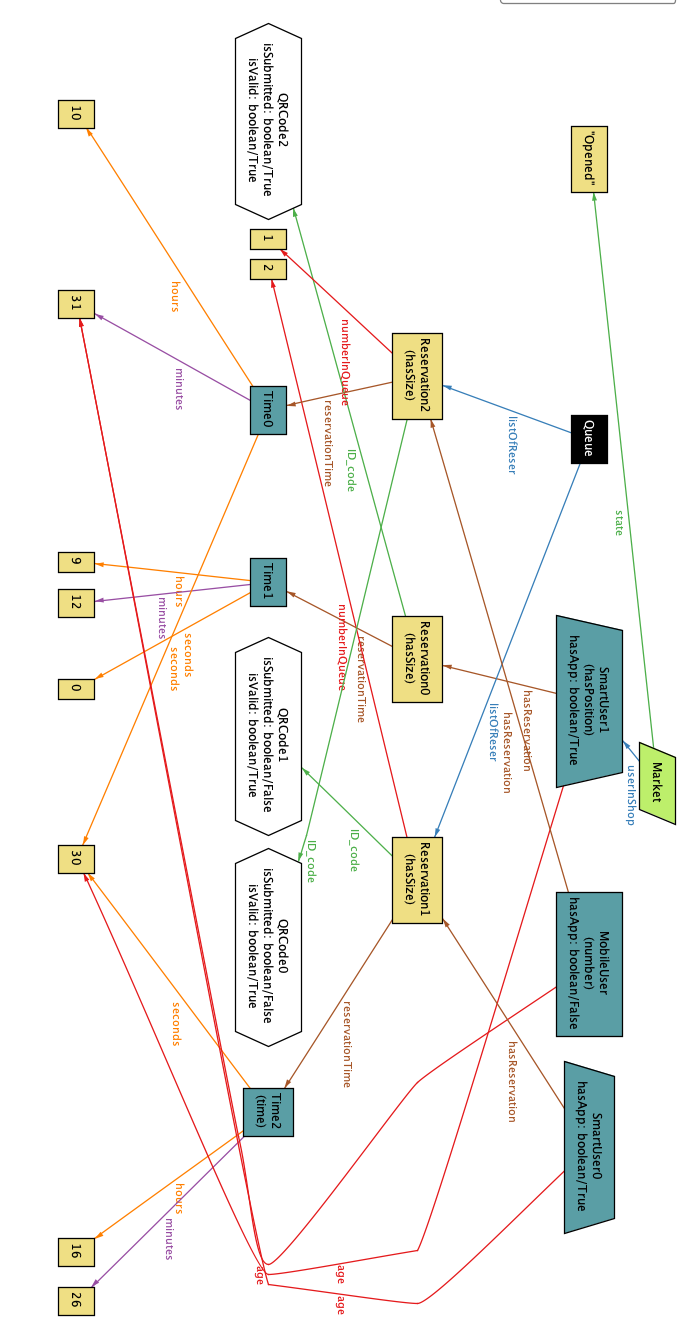 Market
state
userInShop
"Opened"
Queue
SmartUser1
(hasPosition)
hasApp: boolean/True
MobileUser
(number)
hasApp: boolean/False
SmartUser0
hasApp: boolean/True
listOfReser
listOfReser
hasReservation
hasReservation
hasReservation
Reservation2
(hasSize)
Reservation0
(hasSize)
Reservation1
(hasSize)
numberInQueue
reservationTime
ID_code
numberInQueue
reservationTime
ID_code
ID_code
reservationTime
age
age
QRCode2
isSubmitted: boolean/True
isValid: boolean/True
1
2
Time0
Time1
QRCode1
isSubmitted: boolean/False
isValid: boolean/True
QRCode0
isSubmitted: boolean/False
isValid: boolean/True
Time2
(time)
age
hours
minutes
hours
minutes
seconds
seconds
seconds
hours
minutes
10
31
9
12
0
30
16
26